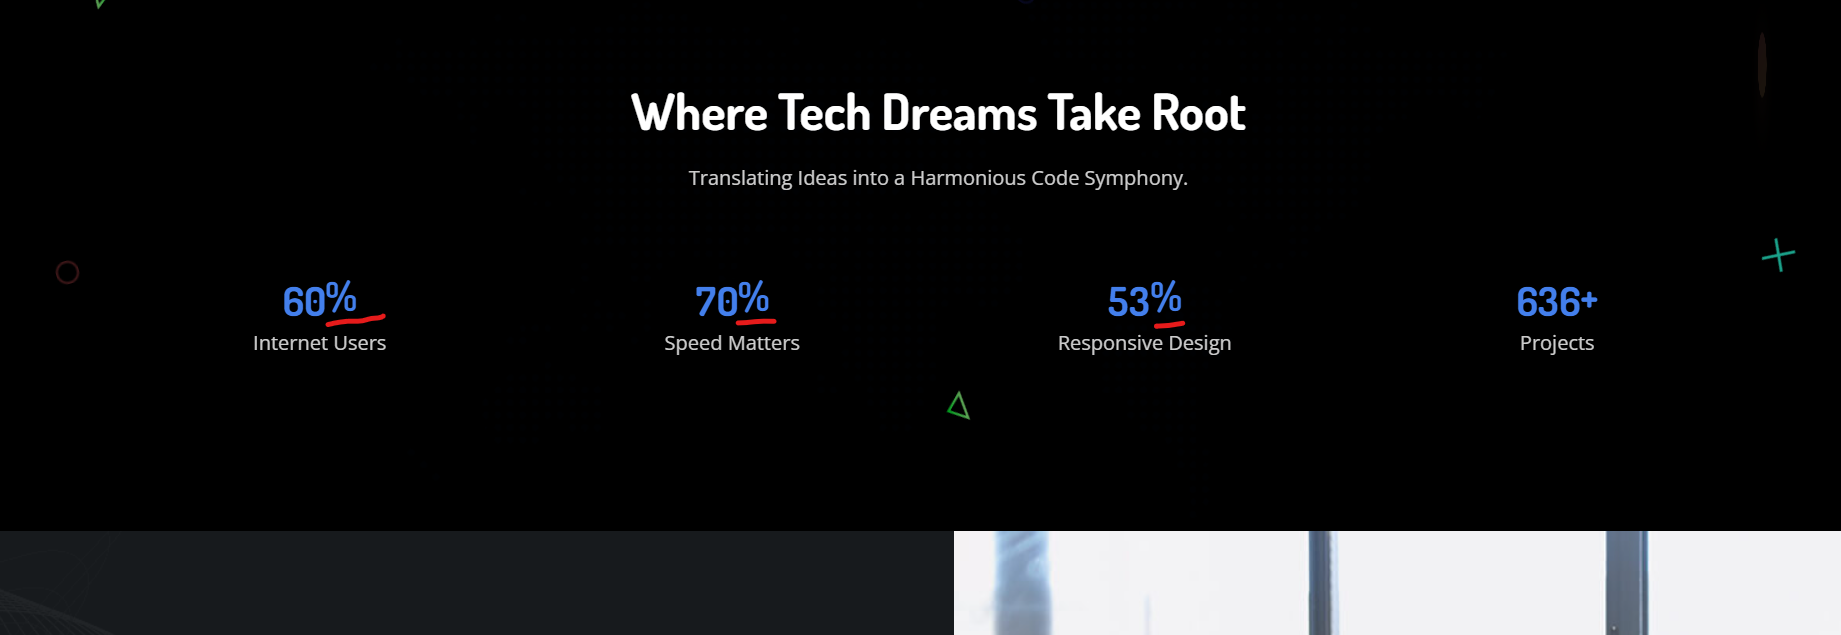 Where Tech Dreams Take Root
Translating Ideas into a Harmonious Code Symphony.
60% 70% 53% 636+
Internet Users Speed Matters Responsive Design Projects